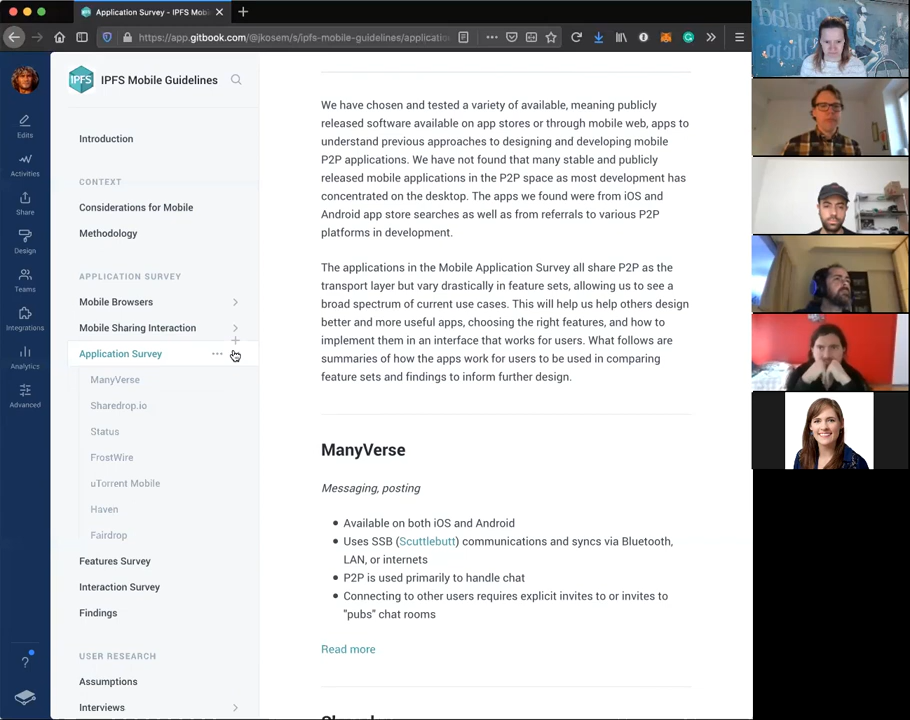 Application Survey - IPFS Mobi
https://app.gitbook.com/@jkosem/s/ipfs-mobile-guidelines/applicatio
IPFS
IPFS Mobile Guidelines
Edits
Activities
Share
Design
Teams
Integrations
Analytics
Advanced
Introduction
CONTEXT
Considerations for Mobile
Methodology
APPLICATION SURVEY
Mobile Browsers
Mobile Sharing Interaction
Application Survey
ManyVerse
Sharedrop.io
Status
FrostWire
uTorrent Mobile
Haven
Fairdrop
Features Survey
Interaction Survey
Findings
USER RESEARCH
Assumptions
Interviews
We have chosen and tested a variety of available, meaning publicly
released software available on app stores or through mobile web, apps to
understand previous approaches to designing and developing mobile
P2P applications. We have not found that many stable and publicly
released mobile applications in the P2P space as most development has
concentrated on the desktop. The apps we found were from iOS and
Android app store searches as well as from referrals to various P2P
platforms in development.
The applications in the Mobile Application Survey all share P2P as the
transport layer but vary drastically in feature sets, allowing us to see a
broad spectrum of current use cases. This will help us help others design
better and more useful apps, choosing the right features, and how to
implement them in an interface that works for users. What follows are
summaries of how the apps work for users to be used in comparing
feature sets and findings to inform further design.
ManyVerse
Messaging, posting
Available on both iOS and Android
Uses SSB (Scuttlebutt) communications and syncs via Bluetooth,
LAN, or internets
P2P is used primarily to handle chat
Connecting to other users requires explicit invites to or invites to
"pubs" chat rooms
Read more